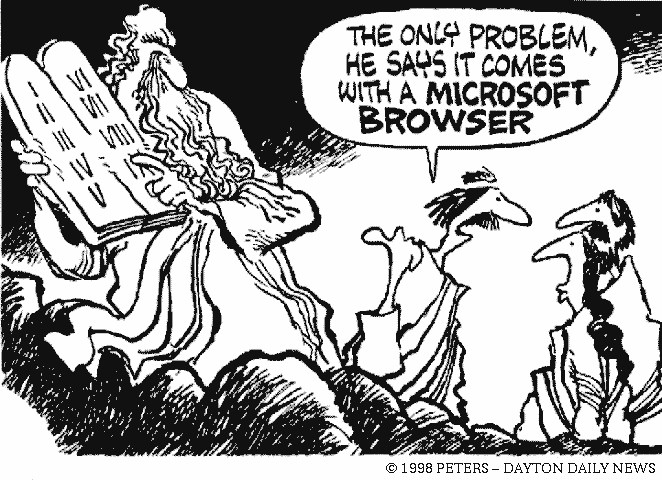 THE ONLY PROBLEM,
HE SAYS IT COMES
WITH A MICROSOFT
BROWSER
© 1998 PETERS – DAYTON DAILY NEWS